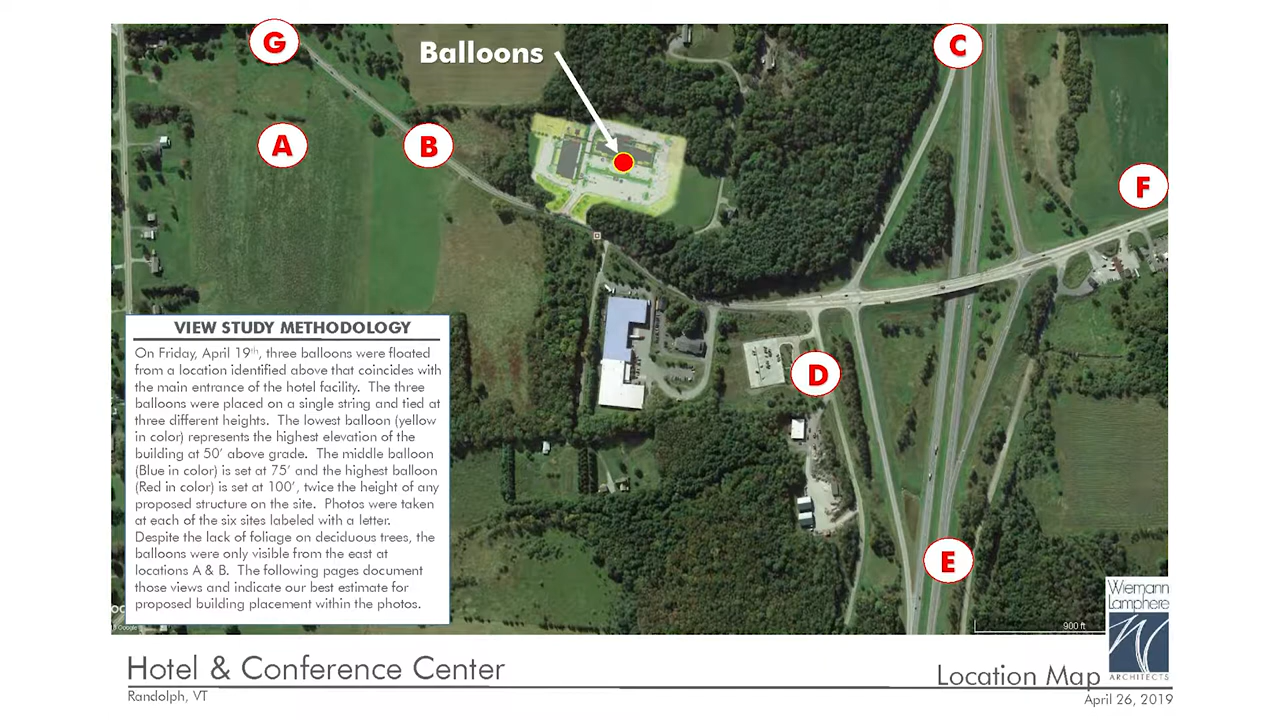 G
Balloons
C
A
B
F
VIEW STUDY METHODOLOGY
On Friday, April 19th, three balloons were floated
from a location identified above that coincides with
the main entrance of the hotel facility. The three
balloons were placed on a single string and tied at
three different heights. The lowest balloon (yellow
in color) represents the highest elevation of the
building at 50’ above grade. The middle balloon
(Blue in color) is set at 75’ and the highest balloon
(Red in color) is set at 100’, twice the height of any
proposed structure on the site. Photos were taken
at each of the six sites labeled with a letter.
Despite the lack of foliage on deciduous trees, the
balloons were only visible from the east at
locations A & B. The following pages document
those views and indicate our best estimate for
proposed building placement within the photos.
D
E
900 ft
Wiemann
Lamphere
ARCHITECTS
Hotel & Conference Center
Randolph, VT
Location Map
April 26, 2019